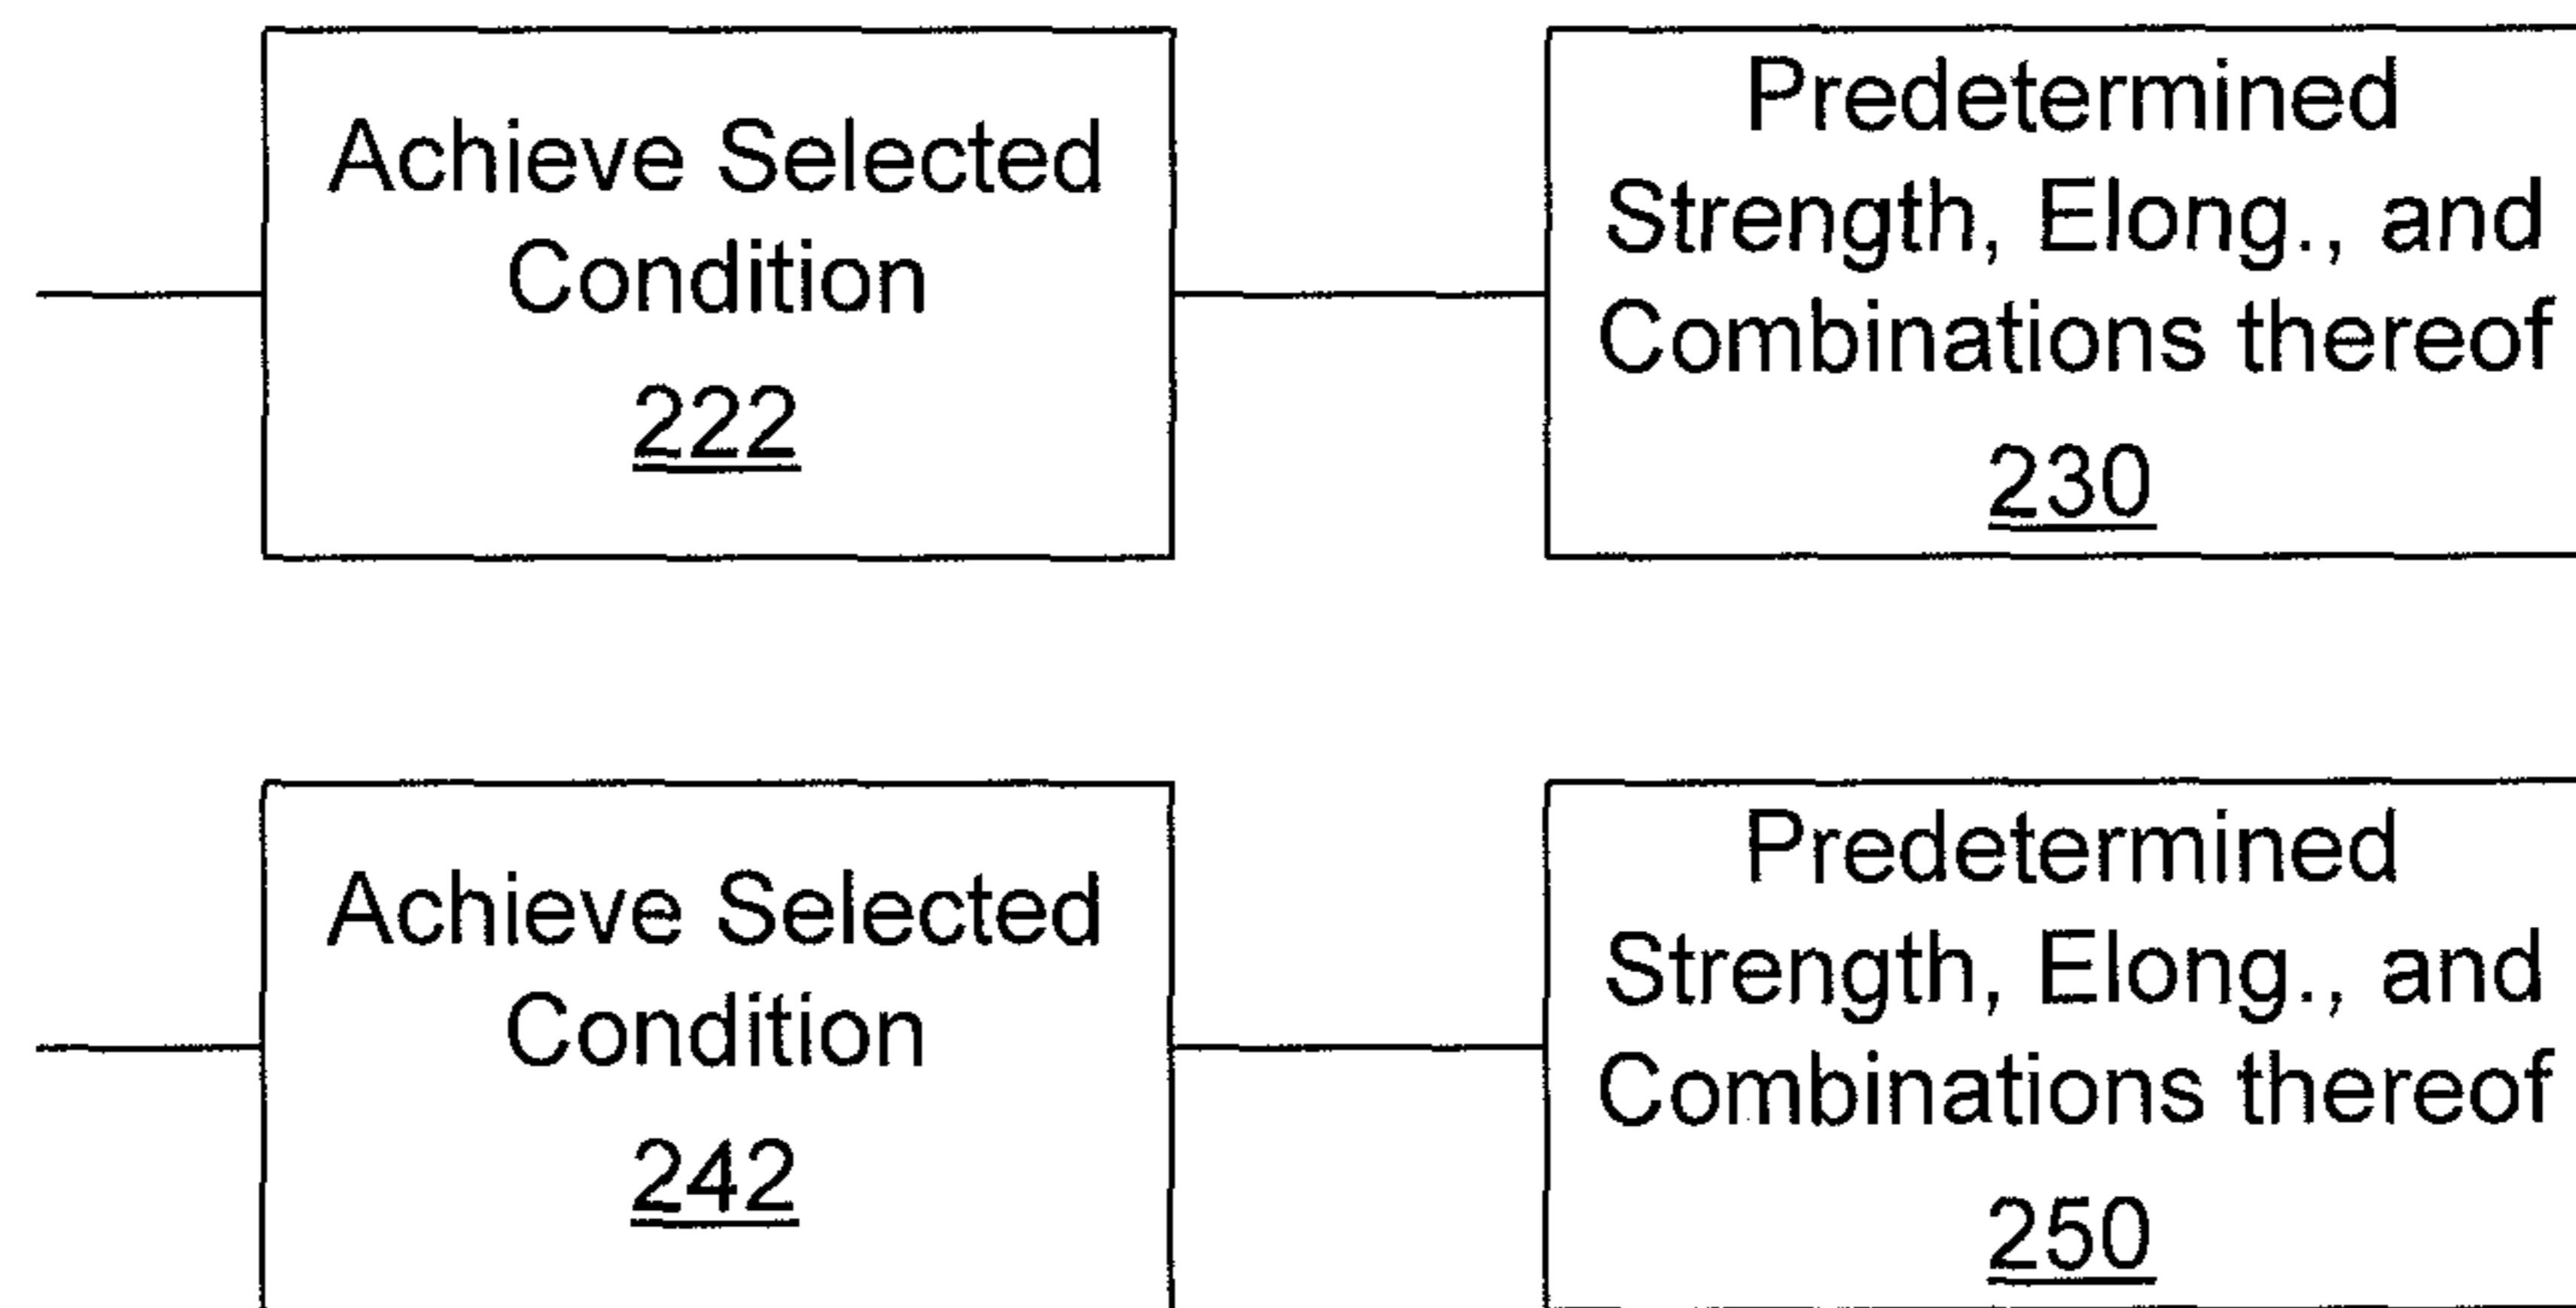 Achieve Selected
Condition
222
Predetermined
Strength, Elong., and
Combinations thereof
230
Achieve Selected
Condition
242
Predetermined
Strength, Elong., and
Combinations thereof
250